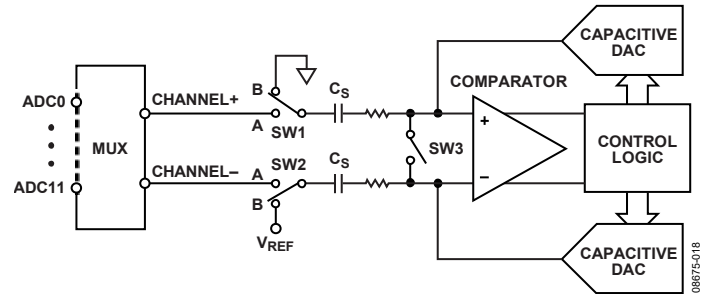 CAPACITIVE
DAC
B
CS
COMPARATOR
ADC0
CHANNEL+
A
SW1
+
MUX
SW3
CONTROL
LOGIC
CHANNEL–
A
SW2
CS
–
ADC11
B
VREF
CAPACITIVE
DAC
08675-018